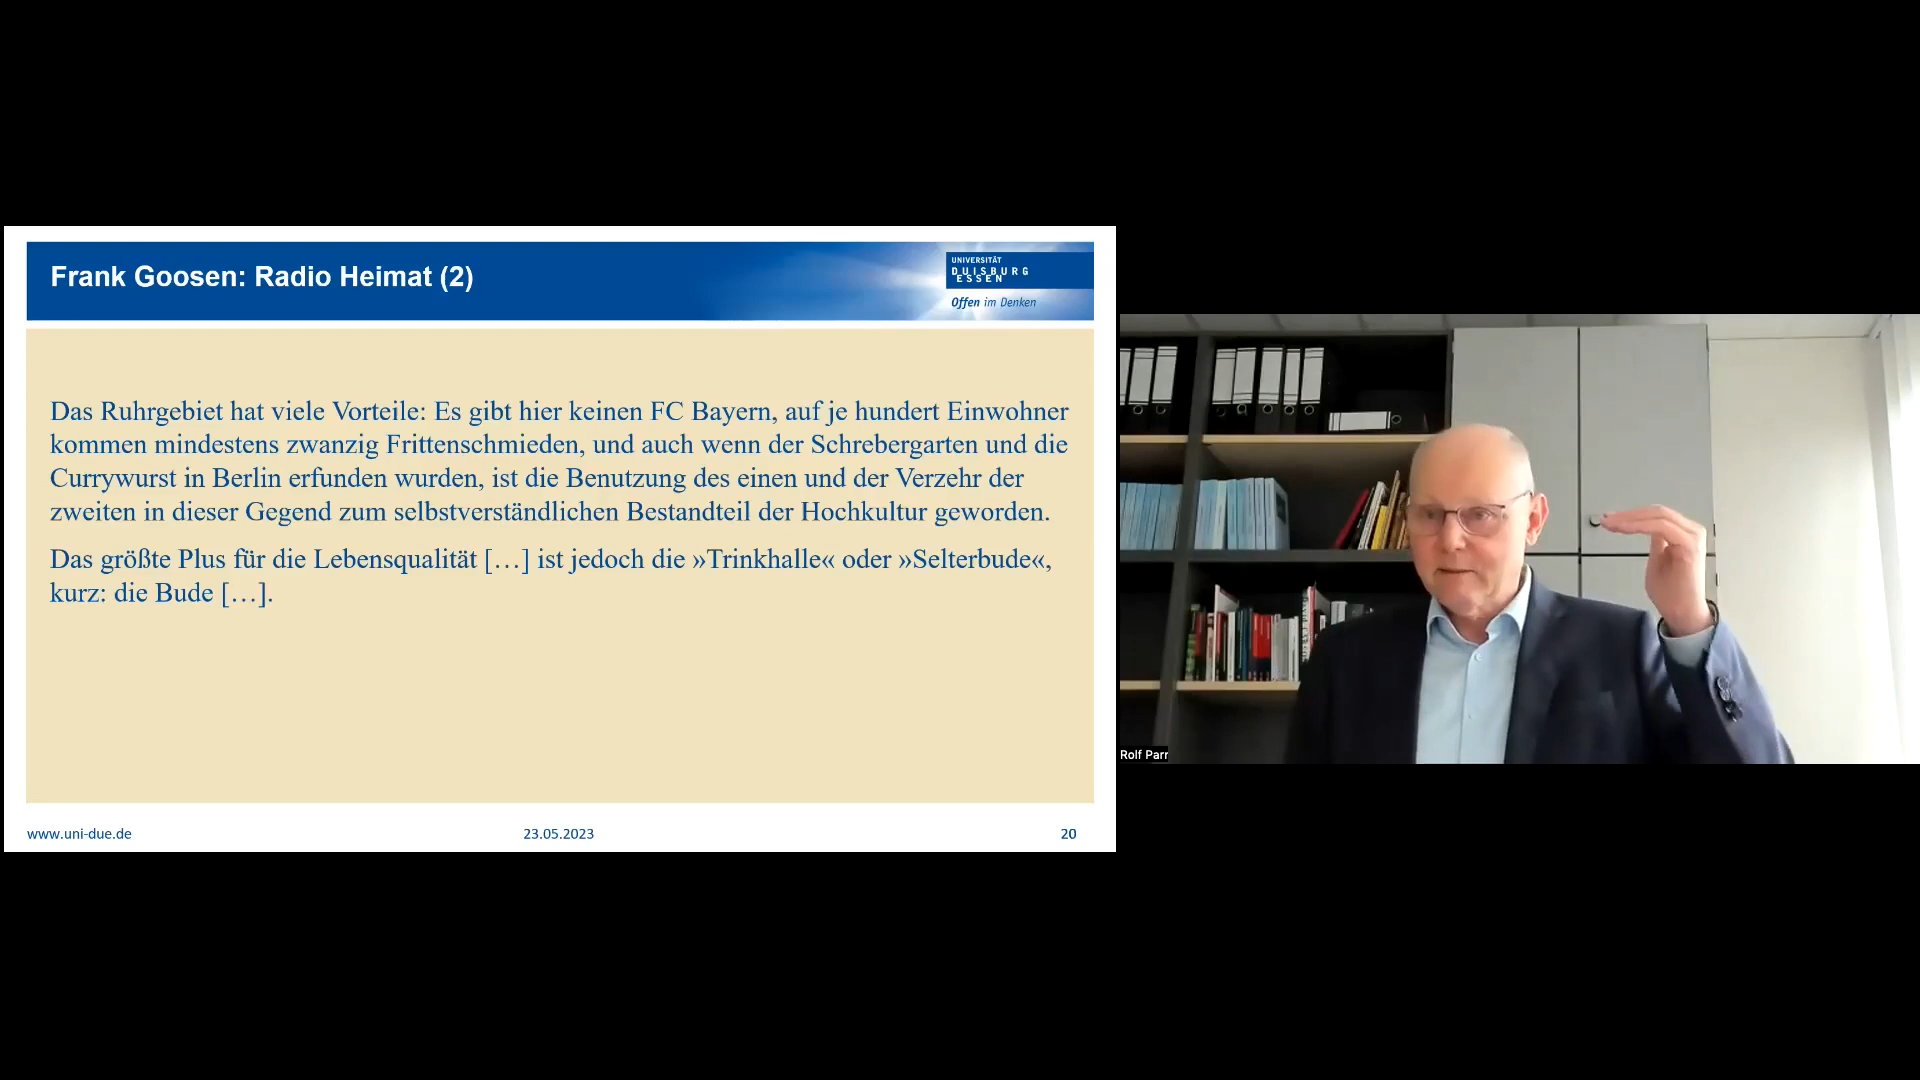 Frank Goosen: Radio Heimat (2)
UNIVERSITÄT
DUISBURG
ESSEN
Offen im Denken
Das Ruhrgebiet hat viele Vorteile: Es gibt hier keinen FC Bayern, auf je hundert Einwohner
kommen mindestens zwanzig Frittenschmieden, und auch wenn der Schrebergarten und die
Currywurst in Berlin erfunden wurden, ist die Benutzung des einen und der Verzehr der
zweiten in dieser Gegend zum selbstverständlichen Bestandteil der Hochkultur geworden.
Das größte Plus für die Lebensqualität […] ist jedoch die »Trinkhalle« oder »Selterbude«,
kurz: die Bude […].
www.uni-due.de
23.05.2023
20
Rolf Parr